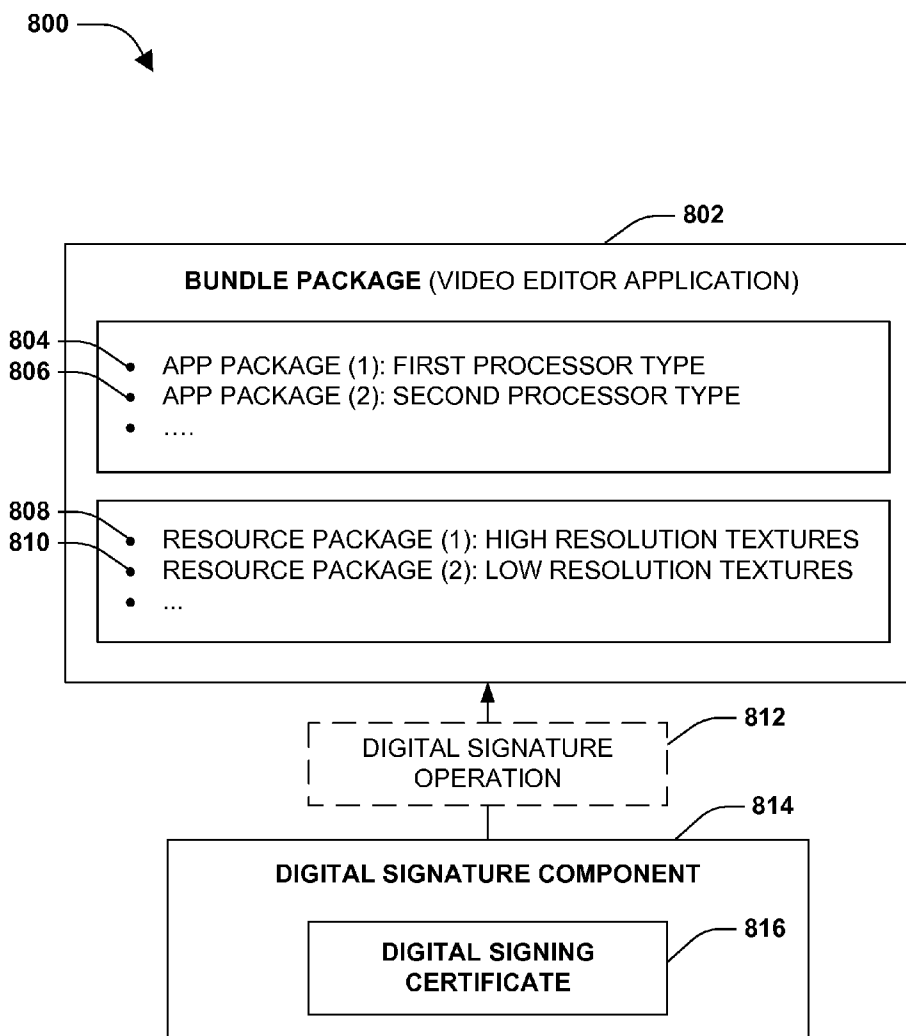 800
802
BUNDLE PACKAGE (VIDEO EDITOR APPLICATION)
804
• APP PACKAGE (1): FIRST PROCESSOR TYPE
806
• APP PACKAGE (2): SECOND PROCESSOR TYPE
• ....
808
• RESOURCE PACKAGE (1): HIGH RESOLUTION TEXTURES
810
• RESOURCE PACKAGE (2): LOW RESOLUTION TEXTURES
• ...
812
DIGITAL SIGNATURE
OPERATION
814
DIGITAL SIGNATURE COMPONENT
816
DIGITAL SIGNING
CERTIFICATE